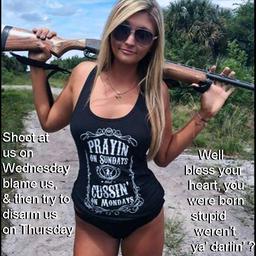 PRAYIN'
ON SUNDAYS
CUSSIN'
ON MONDAYS
Shoot at
us on
Wednesday
blame us,
& then try to
disarm us
on Thursday
Well
bless your
heart, you
were born
stupid
weren't
ya' darlin'?